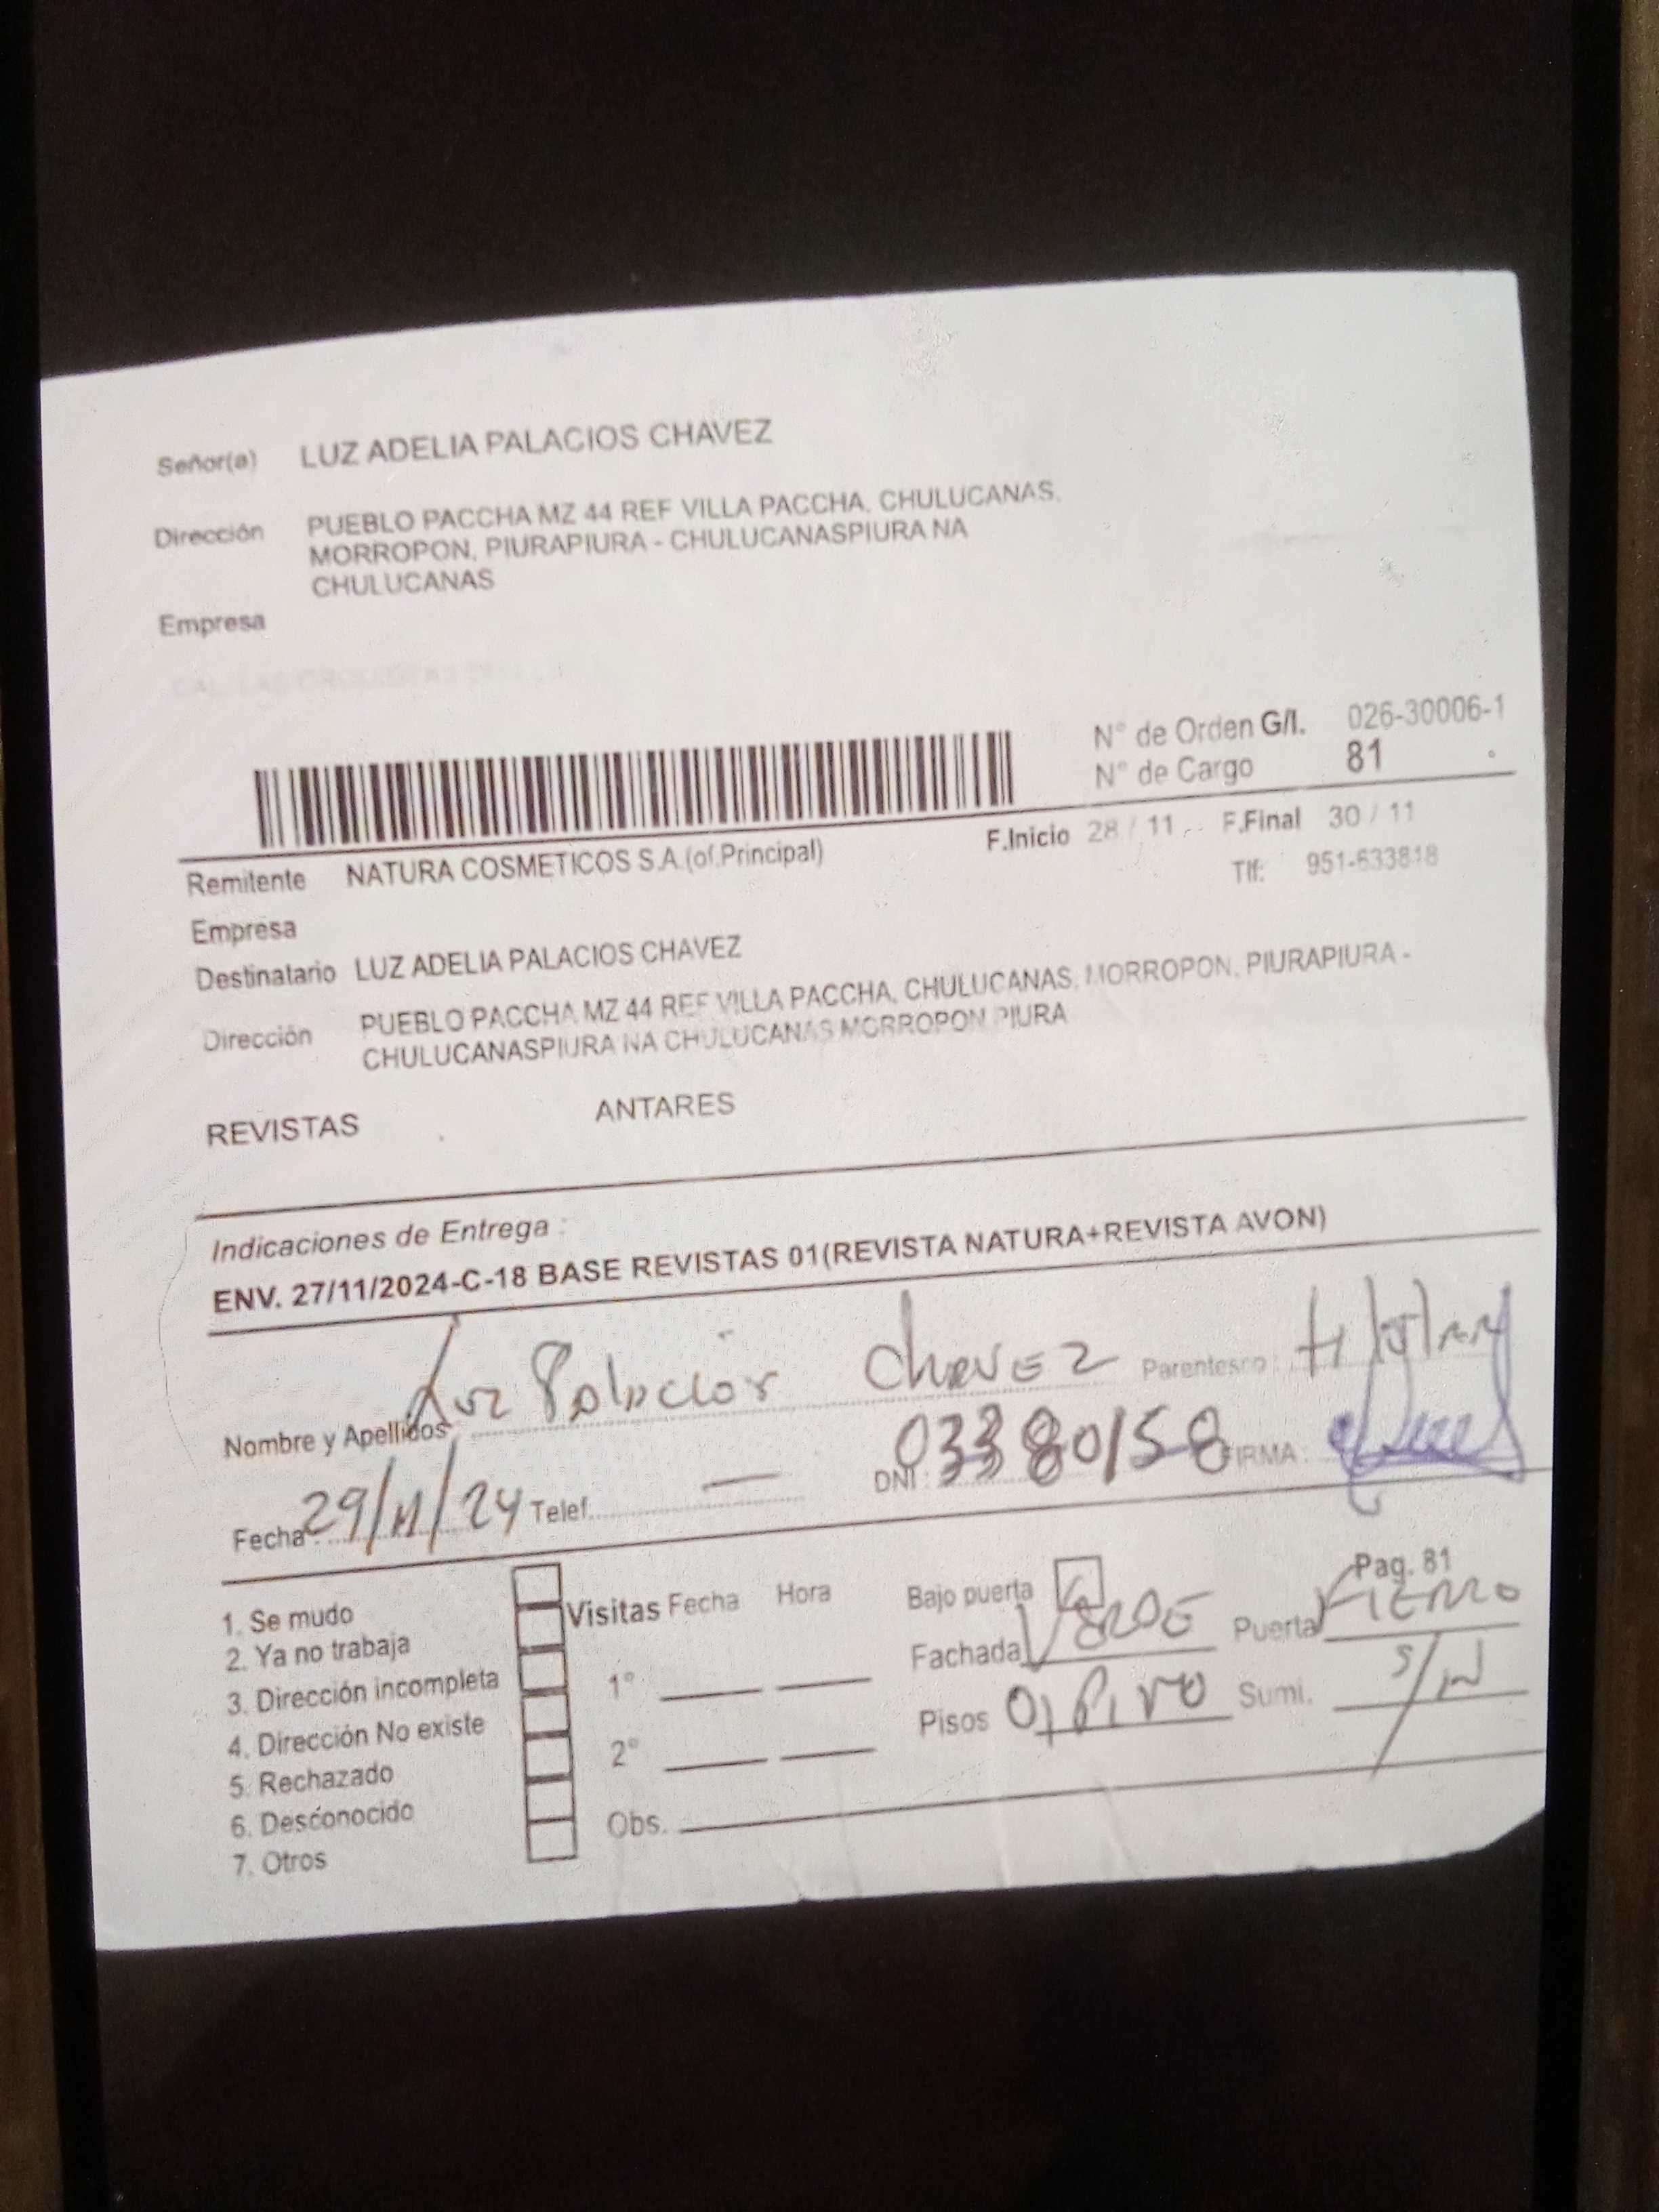 Señor(a) LUZ ADELIA PALACIOS CHAVEZ
Dirección PUEBLO PACCHA MZ 44 REF VILLA PACCHA, CHULUCANAS,
MORROPON, PIURAPIURA - CHULUCANASPIURA NA
CHULUCANAS
Empresa
N° de Orden G/I. 026-30006-1
N° de Cargo 81
F.Inicio 28 / 11 F.Final 30 / 11
Remitente NATURA COSMETICOS S.A.(of.Principal)
Tlf: 951-633818
Empresa
Destinatario LUZ ADELIA PALACIOS CHAVEZ
Dirección PUEBLO PACCHA MZ 44 REF VILLA PACCHA, CHULUCANAS, MORROPON, PIURAPIURA -
CHULUCANASPIURA NA CHULUCANAS MORROPON PIURA
REVISTAS ANTARES
Indicaciones de Entrega :
ENV. 27/11/2024-C-18 BASE REVISTAS 01(REVISTA NATURA+REVISTA AVON)
Nombre y Apellidos Luz Palacios Chavez Parentesco : titular
Fecha 29/11/24 Telef. — DNI : 03380158 FIRMA :
Pag. 81
1. Se mudo
2. Ya no trabaja
3. Dirección incompleta
4. Dirección No existe
5. Rechazado
6. Desconocido
7. Otros
Visitas Fecha Hora
1°
2°
Obs.
Bajo puerta
Fachada VERDE Puerta FIERRO
Pisos 01 Piso Sumi. S/N